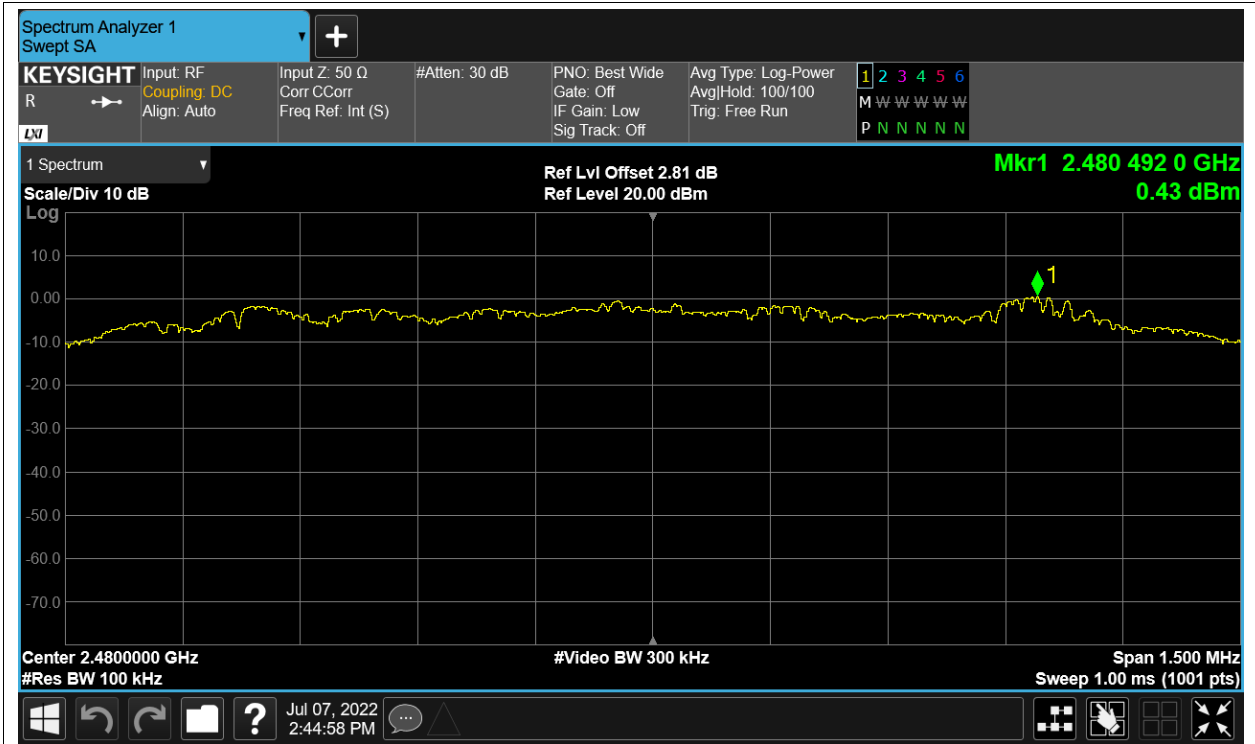 Spectrum Analyzer 1
Swept SA
KEYSIGHT
R
LXI
Input: RF
Coupling: DC
Align: Auto
Input Z: 50 Ω
Corr CCorr
Freq Ref: Int (S)
#Atten: 30 dB
PNO: Best Wide
Gate: Off
IF Gain: Low
Sig Track: Off
Avg Type: Log-Power
Avg|Hold: 100/100
Trig: Free Run
1 2 3 4 5 6
M W W W W W
P N N N N N
1 Spectrum
Scale/Div 10 dB
Log
Ref Lvl Offset 2.81 dB
Ref Level 20.00 dBm
Mkr1 2.480 492 0 GHz
0.43 dBm
1
10.0
0.00
-10.0
-20.0
-30.0
-40.0
-50.0
-60.0
-70.0
Center 2.4800000 GHz
#Video BW 300 kHz
Span 1.500 MHz
#Res BW 100 kHz
Sweep 1.00 ms (1001 pts)
?
Jul 07, 2022
2:44:58 PM